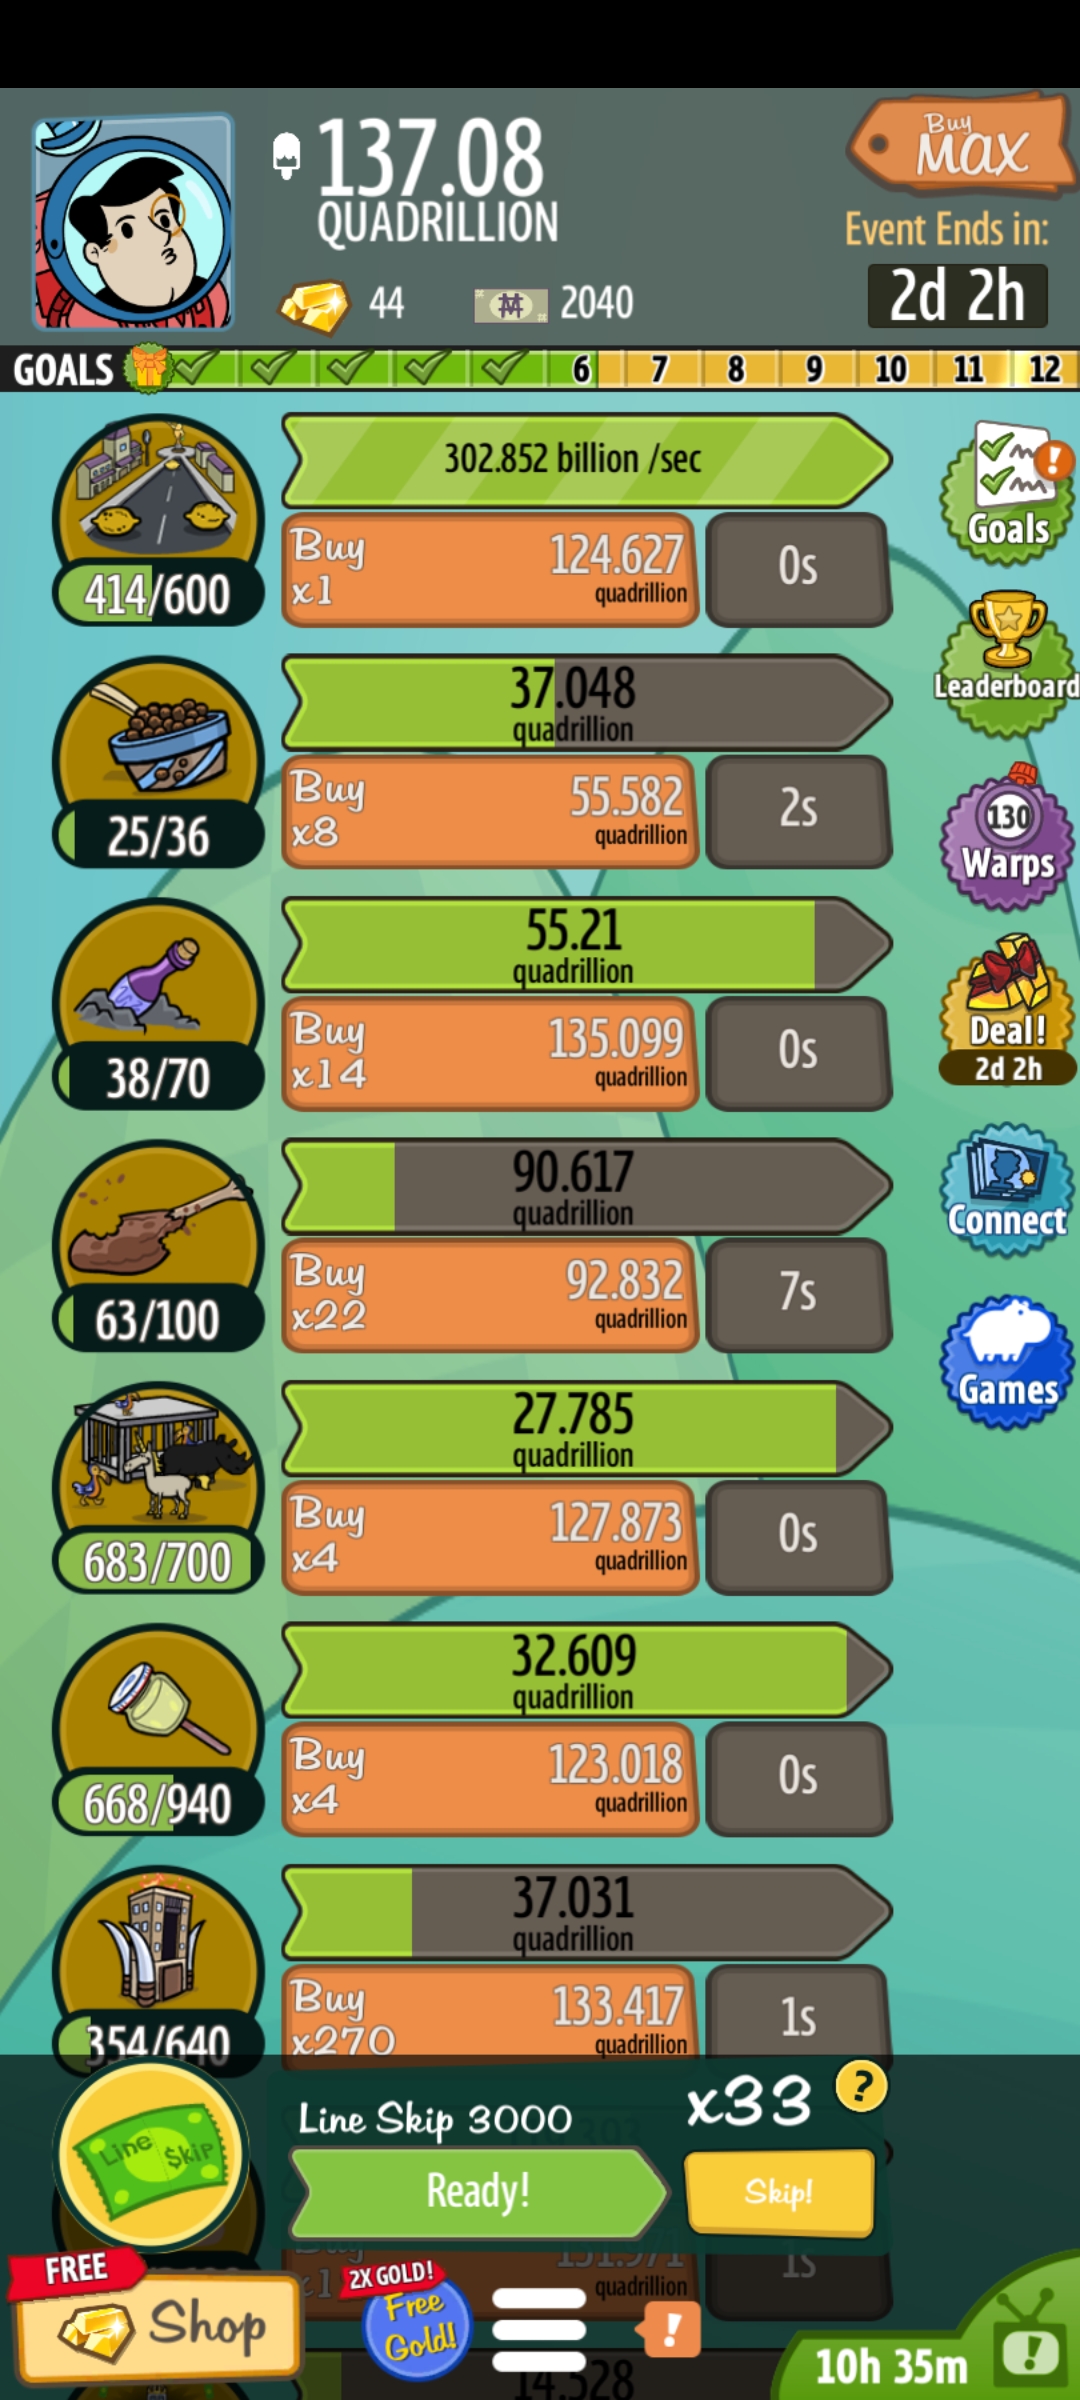 137.08
QUADRILLION
Buy
MAX
Event Ends in:
2d 2h
44
2040
GOALS 6 7 8 9 10 11 12
302.852 billion /sec
Buy
x1
124.627
quadrillion
0s
414/600
37.048
quadrillion
Buy
x8
55.582
quadrillion
2s
25/36
55.21
quadrillion
Buy
x14
135.099
quadrillion
0s
38/70
90.617
quadrillion
Buy
x22
92.832
quadrillion
7s
63/100
27.785
quadrillion
Buy
x4
127.873
quadrillion
0s
683/700
32.609
quadrillion
Buy
x4
123.018
quadrillion
0s
668/940
37.031
quadrillion
Buy
x270
133.417
quadrillion
1s
354/640
!
Goals
Leaderboard
130
Warps
Deal!
2d 2h
Connect
Games
Line $kip
Line Skip 3000
x33
?
Ready!
Skip!
Buy
131.971
quadrillion
1s
FREE
Shop
2X GOLD!
Free
Gold!
!
14.528
10h 35m
!